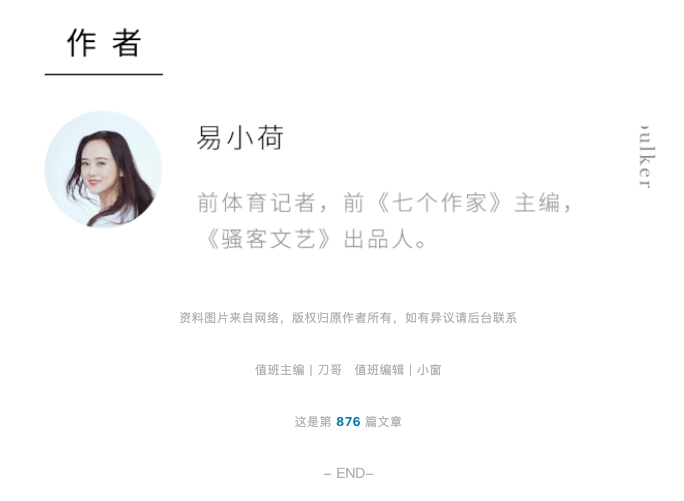 作者
易小荷
前体育记者，前《七个作家》主编，
《骚客文艺》出品人。
ulker
资料图片来自网络，版权归原作者所有，如有异议请后台联系
值班主编 | 刀哥 值班编辑 | 小窗
这是第 876 篇文章
– END–